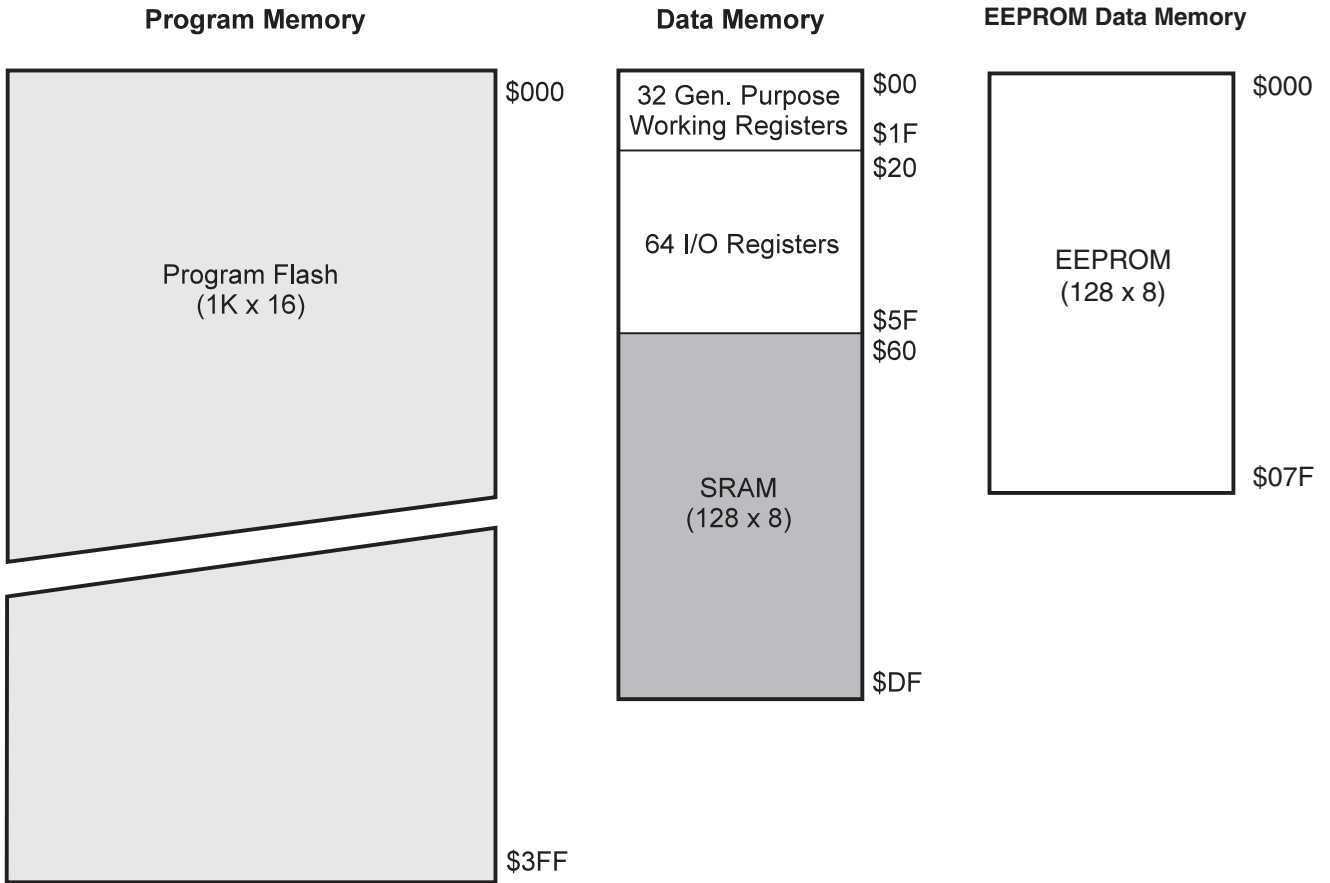 Program Memory
$000
Program Flash
(1K x 16)
$3FF
Data Memory
32 Gen. Purpose
Working Registers
$00
$1F
$20
64 I/O Registers
$5F
$60
SRAM
(128 x 8)
$DF
EEPROM Data Memory
$000
EEPROM
(128 x 8)
$07F